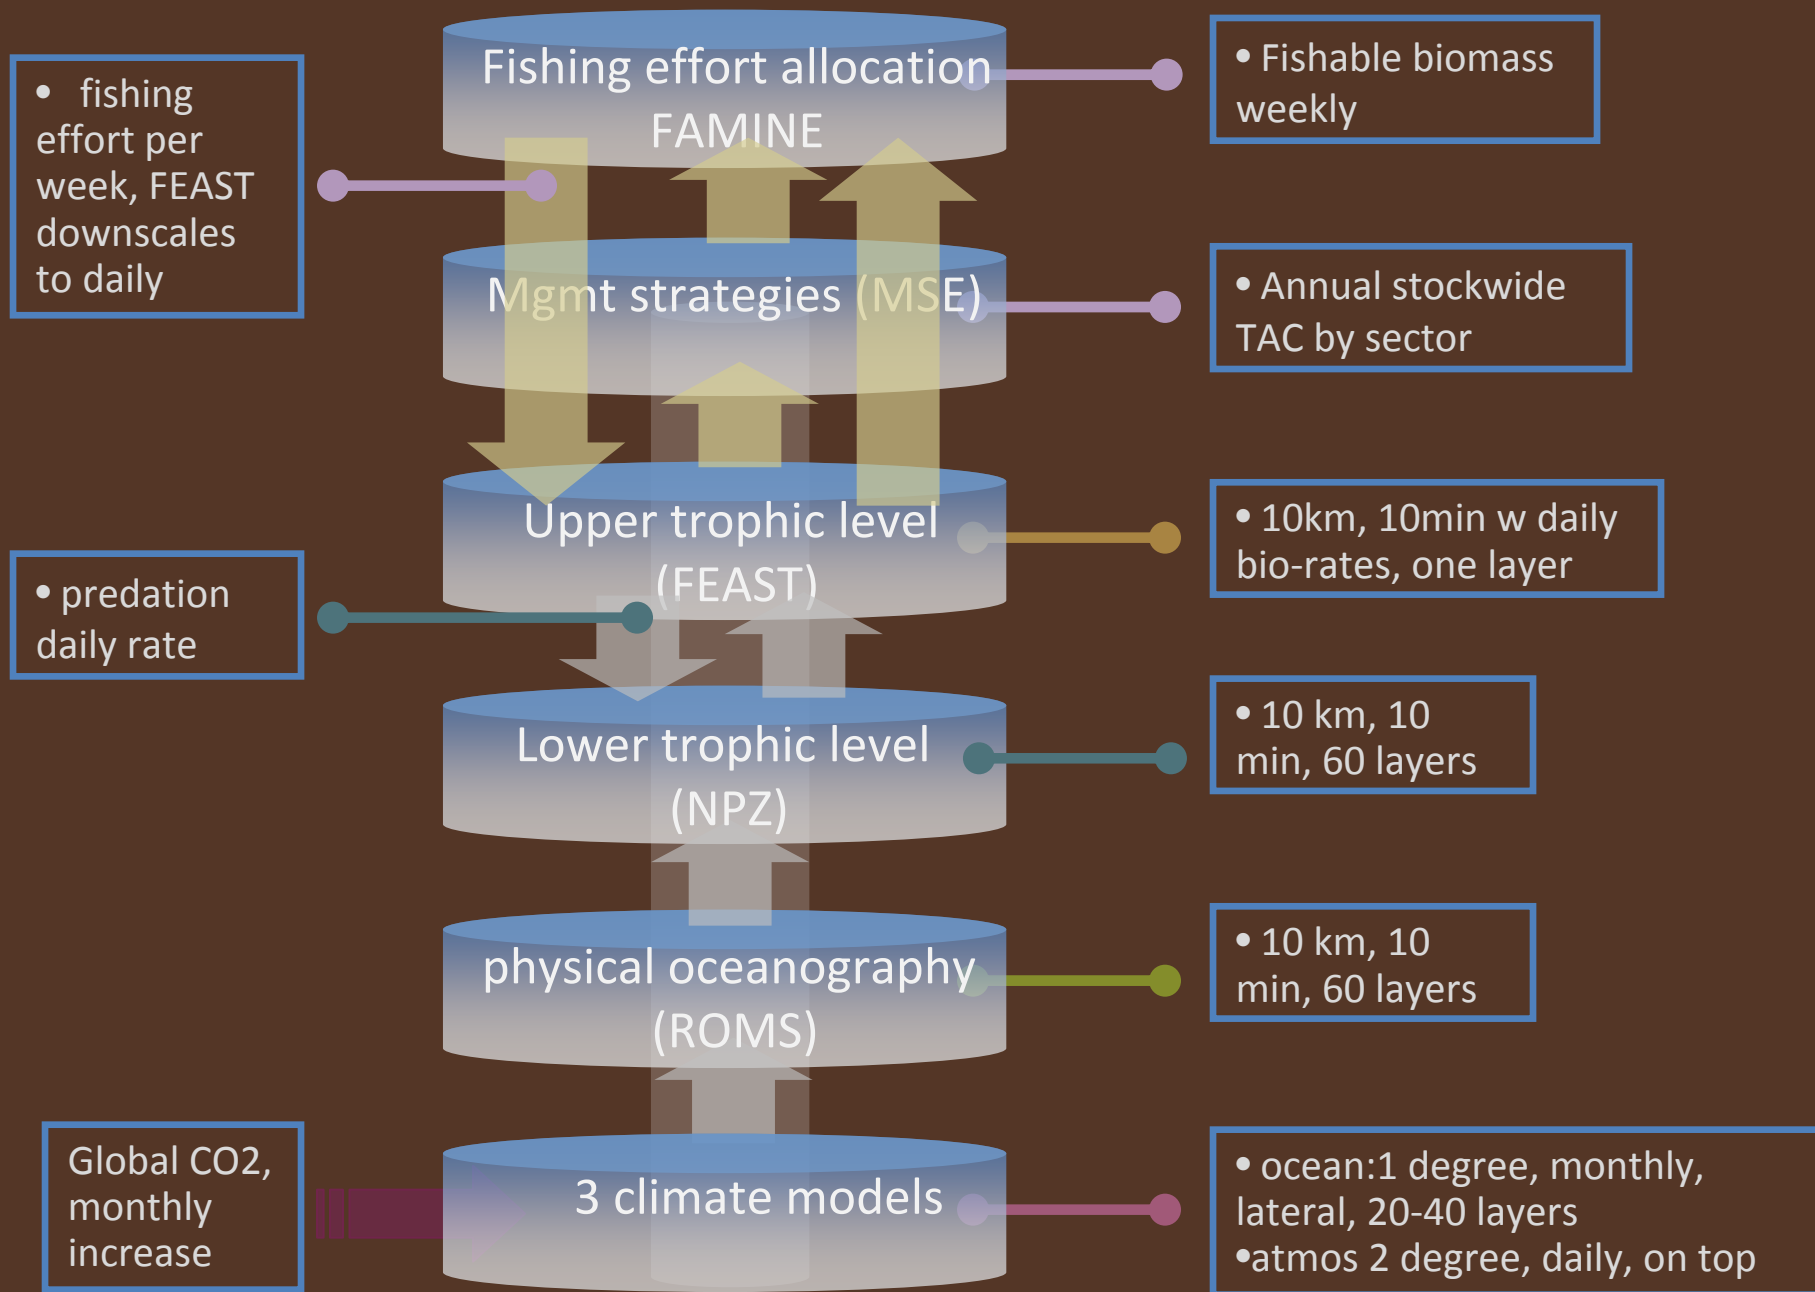 Fishing effort allocation
FAMINE
• Fishable biomass
weekly
• fishing
effort per
week, FEAST
downscales
to daily
Mgmt strategies (MSE)
• Annual stockwide
TAC by sector
Upper trophic level
(FEAST)
• 10km, 10min w daily
bio-rates, one layer
• predation
daily rate
Lower trophic level
(NPZ)
• 10 km, 10
min, 60 layers
physical oceanography
(ROMS)
• 10 km, 10
min, 60 layers
Global CO2,
monthly
increase
3 climate models
• ocean:1 degree, monthly,
lateral, 20-40 layers
•atmos 2 degree, daily, on top